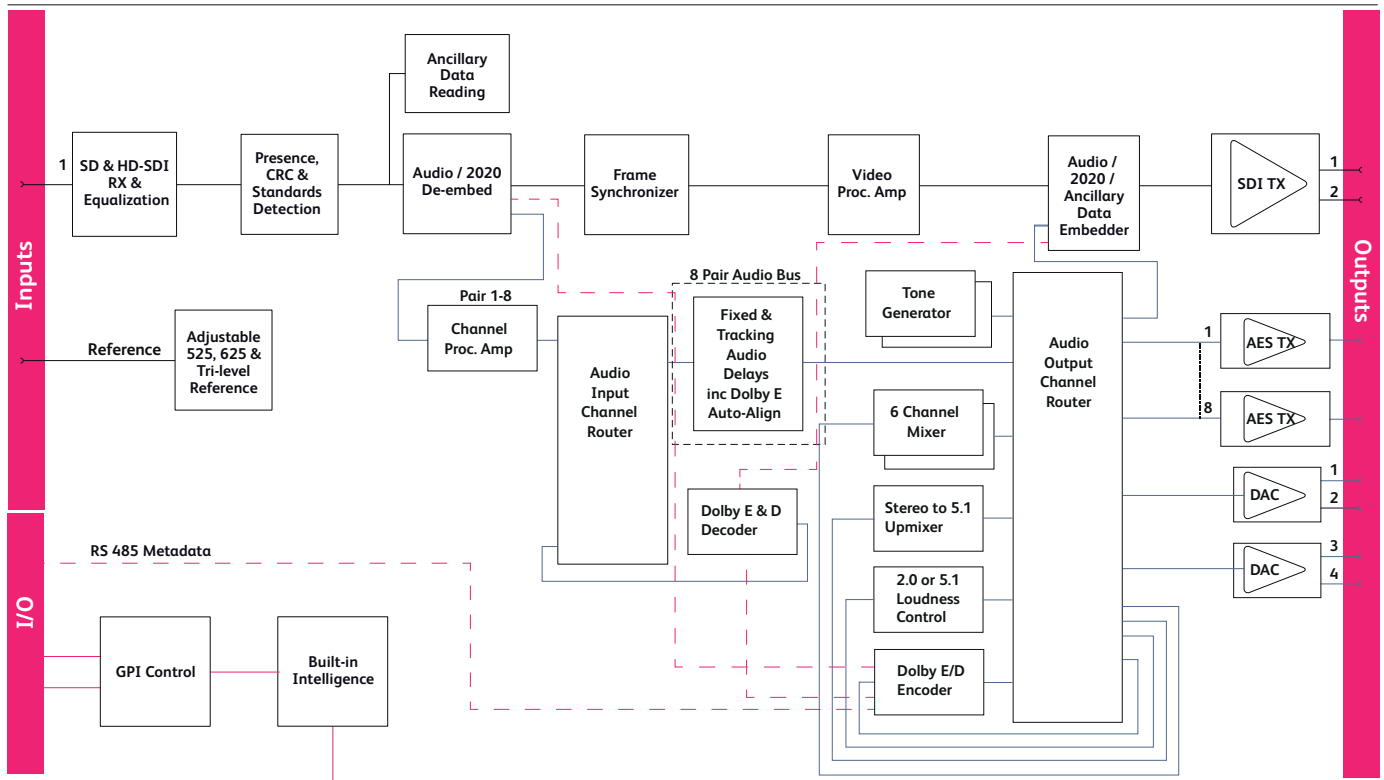 Inputs
I/O
Outputs
1
SD & HD-SDI
RX &
Equalization
Presence,
CRC &
Standards
Detection
Ancillary
Data
Reading
Audio / 2020
De-embed
Frame
Synchronizer
Video
Proc. Amp
Audio /
2020 /
Ancillary
Data
Embedder
SDI TX
1
2
Reference
Adjustable
525, 625 &
Tri-level
Reference
Pair 1-8
Channel
Proc. Amp
Audio
Input
Channel
Router
8 Pair Audio Bus
Fixed &
Tracking
Audio
Delays
inc Dolby E
Auto-Align
Dolby E & D
Decoder
Tone
Generator
6 Channel
Mixer
Stereo to 5.1
Upmixer
2.0 or 5.1
Loudness
Control
Dolby E/D
Encoder
Audio
Output
Channel
Router
1
AES TX
8
AES TX
DAC
1
2
DAC
3
4
RS 485 Metadata
GPI Control
Built-in
Intelligence